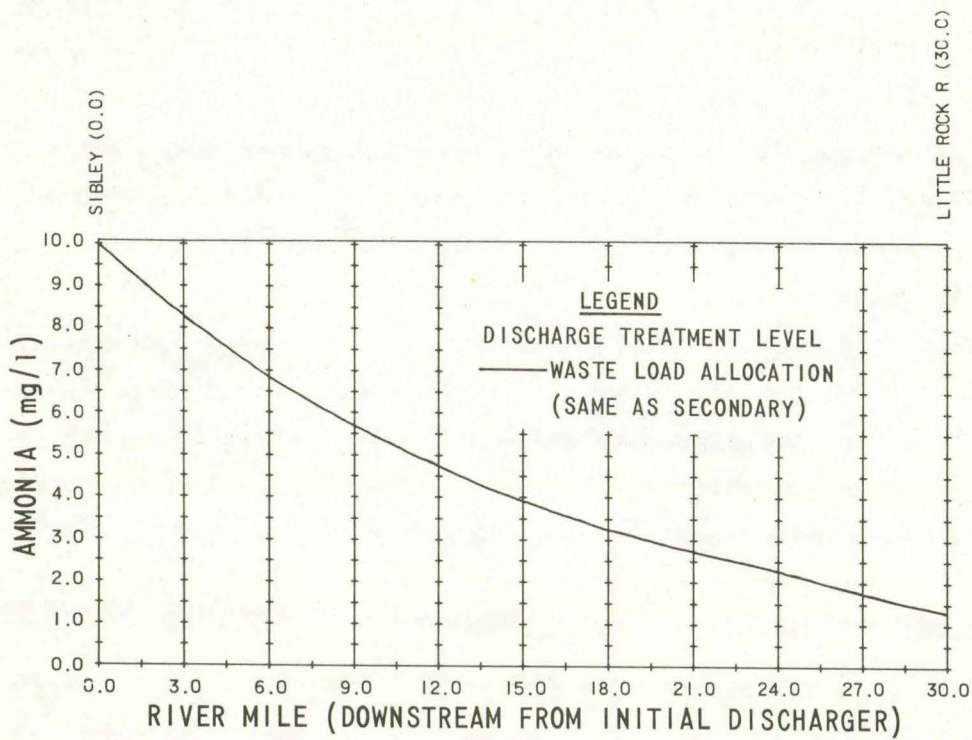 SIBLEY (0.0)
LITTLE ROCK R (30.0)
10.0
9.0
8.0
7.0
6.0
5.0
4.0
3.0
2.0
1.0
0.0
AMMONIA (mg/l)
LEGEND
DISCHARGE TREATMENT LEVEL
WASTE LOAD ALLOCATION
(SAME AS SECONDARY)
0.0 3.0 6.0 9.0 12.0 15.0 18.0 21.0 24.0 27.0 30.0
RIVER MILE (DOWNSTREAM FROM INITIAL DISCHARGER)